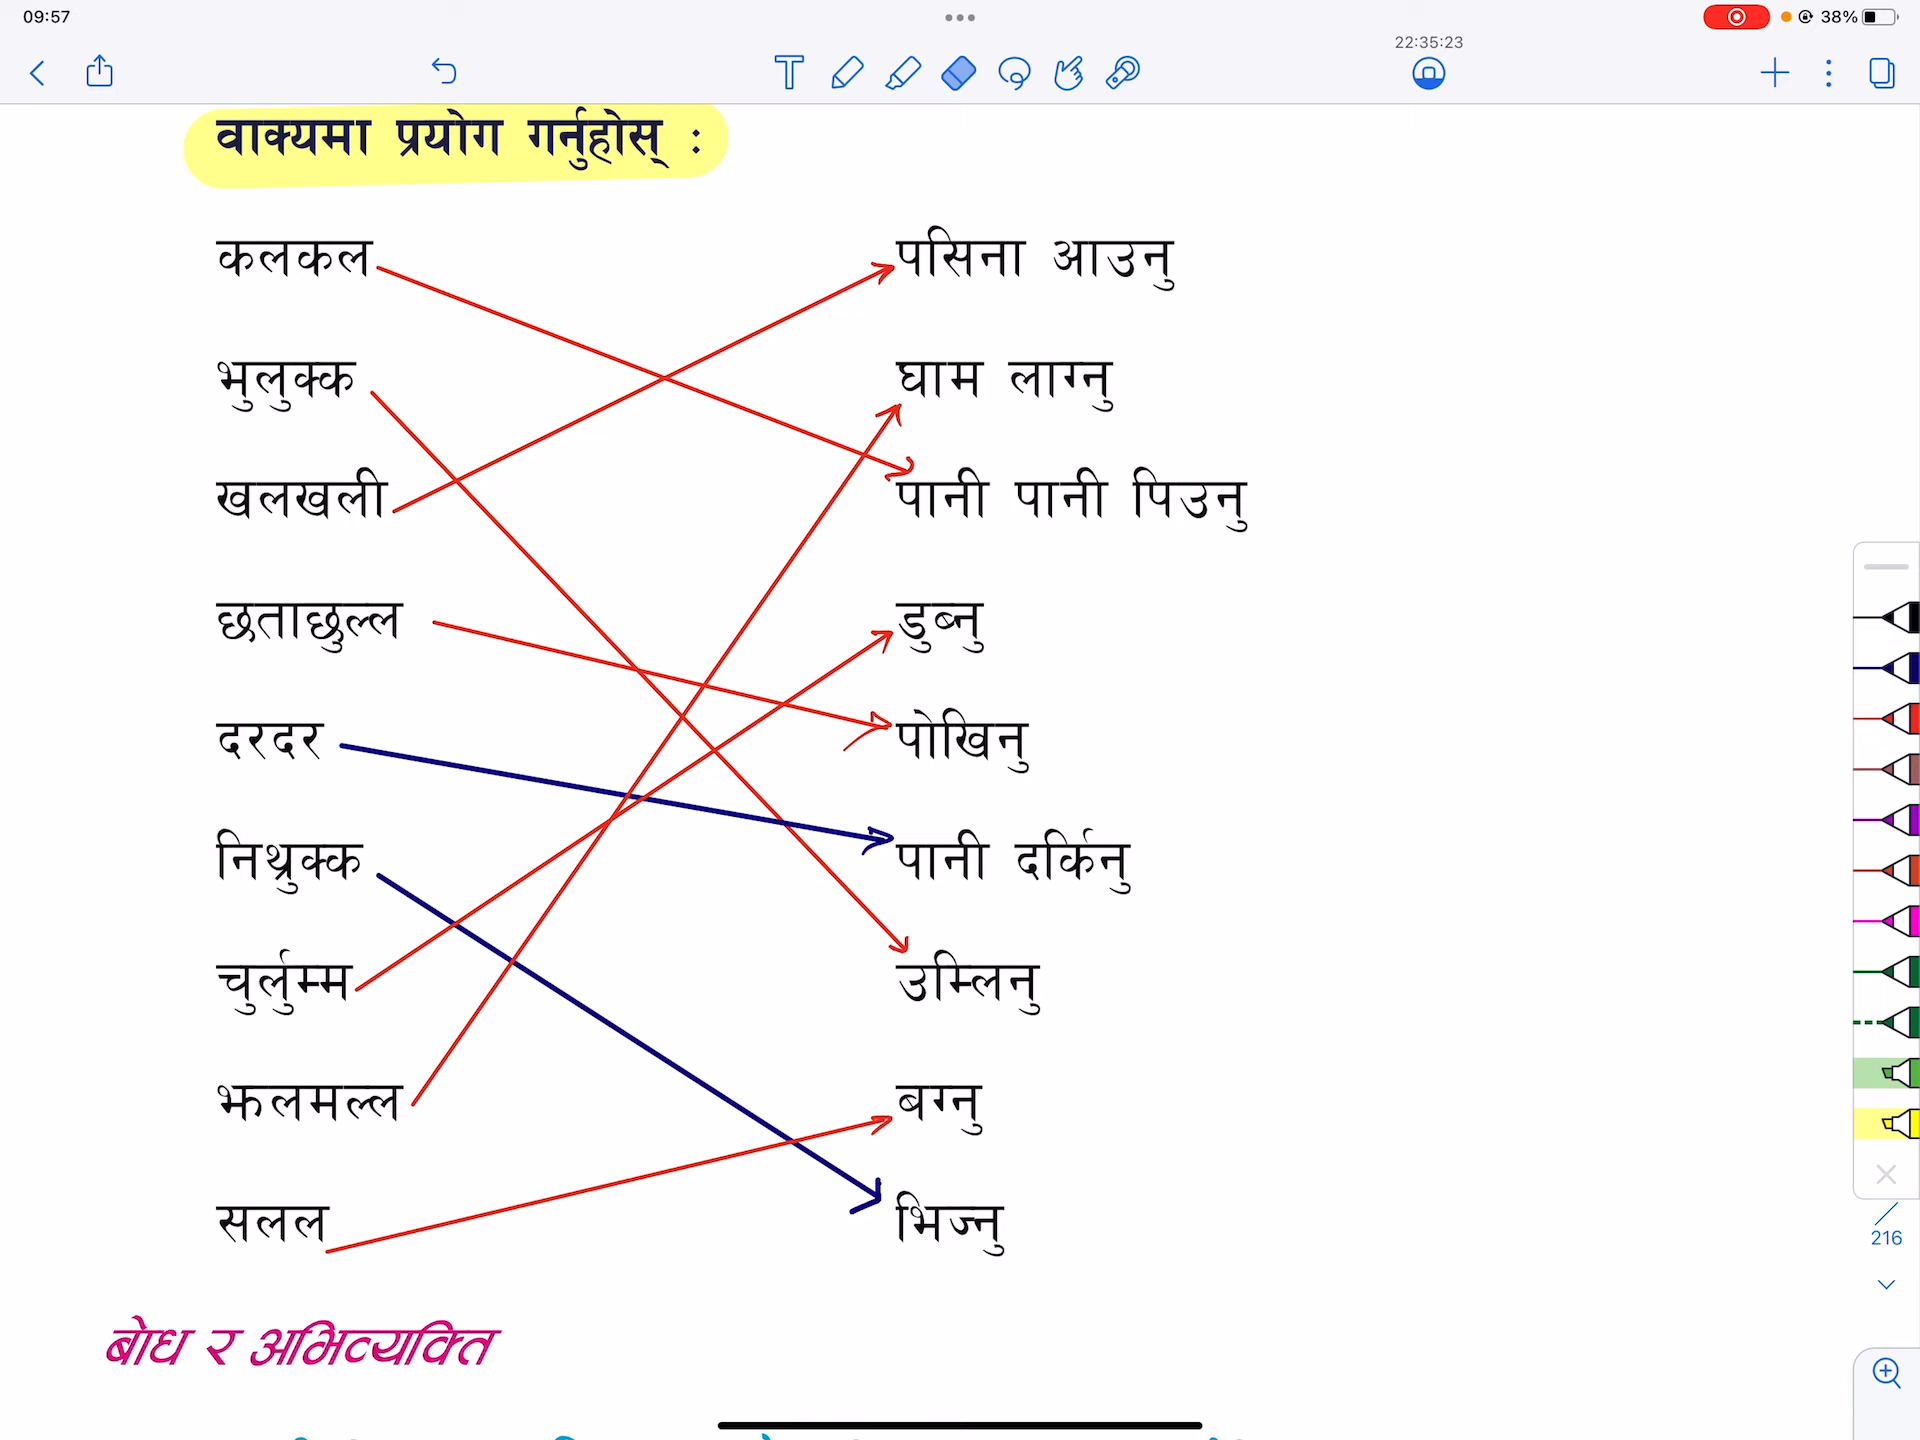 09:57
38%
22:35:23
वाक्यमा प्रयोग गर्नुहोस् :
कलकल पसिना आउनु
भुलुक्क घाम लाग्नु
खलखली पानी पानी पिउनु
छताछुल्ल डुब्नु
दरदर पोखिनु
निथ्रुक्क पानी दर्किनु
चुर्लुम्म उम्लिनु
झलमल्ल बग्नु
सलल भिज्नु
216
बोध र अभिव्यक्ति